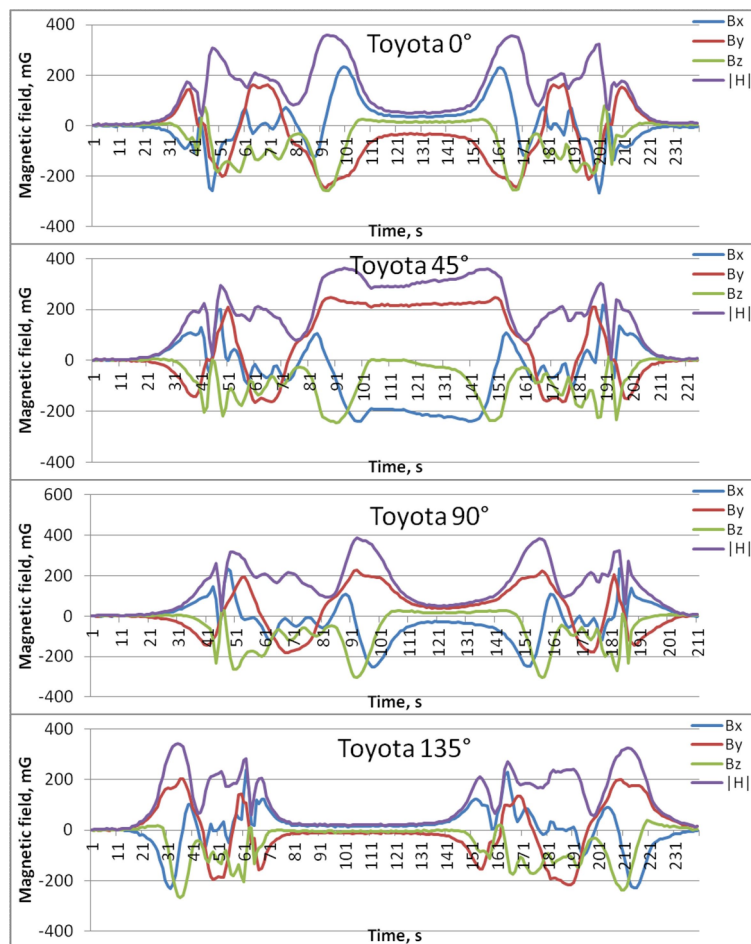 Toyota 0°
Magnetic field, mG
400
200
0
-200
-400
1 11 21 31 41 51 61 71 81 91 101 111 121 131 141 151 161 171 181 191 201 211 221 231
Time, s
Bx
By
Bz
|H|
Toyota 45°
Magnetic field, mG
400
200
0
-200
-400
1 11 21 31 41 51 61 71 81 91 101 111 121 131 141 151 161 171 181 191 201 211 221
Time, s
Bx
By
Bz
|H|
Toyota 90°
Magnetic field, mG
600
400
200
0
-200
-400
1 11 21 31 41 51 61 71 81 91 101 111 121 131 141 151 161 171 181 191 201 211
Time, s
Bx
By
Bz
|H|
Toyota 135°
Magnetic field, mG
400
200
0
-200
-400
1 11 21 31 41 51 61 71 81 91 101 111 121 131 141 151 161 171 181 191 201 211 221 231
Time, s
Bx
By
Bz
|H|